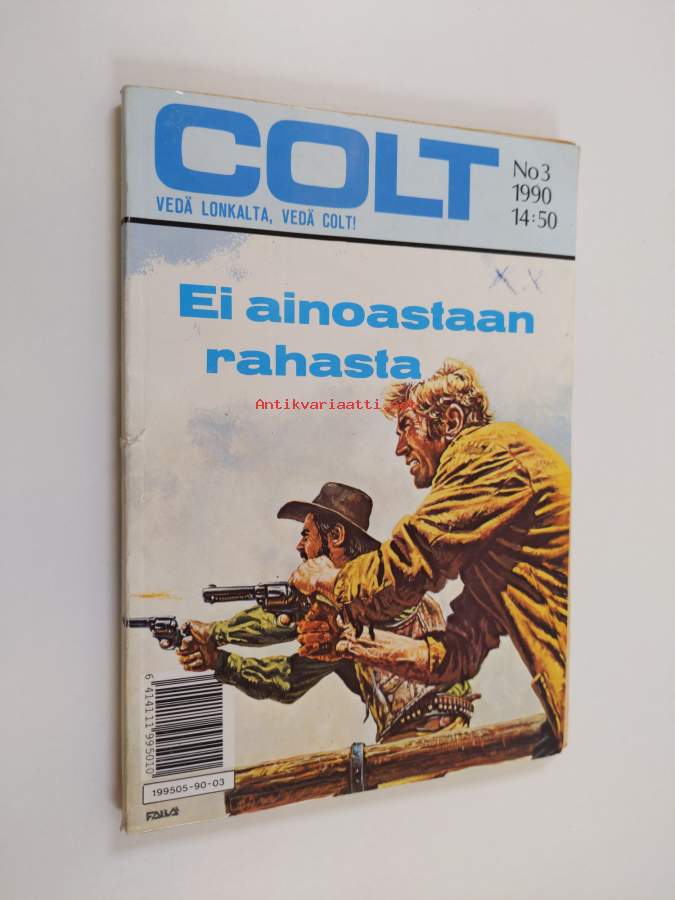 COLT
VEDÄ LONKALTA, VEDÄ COLT!
No 3
1990
14:50
X X
Ei ainoastaan
rahasta
Antikvariaatti.net
6 414111 995010
199505-90-03